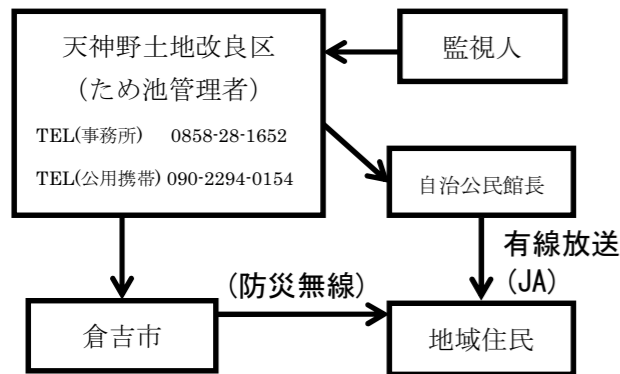 天神野土地改良区
（ため池管理者）
TEL(事務所) 0858-28-1652
TEL(公用携帯) 090-2294-0154
監視人
自治公民館長
有線放送
(JA)
(防災無線)
倉吉市
地域住民